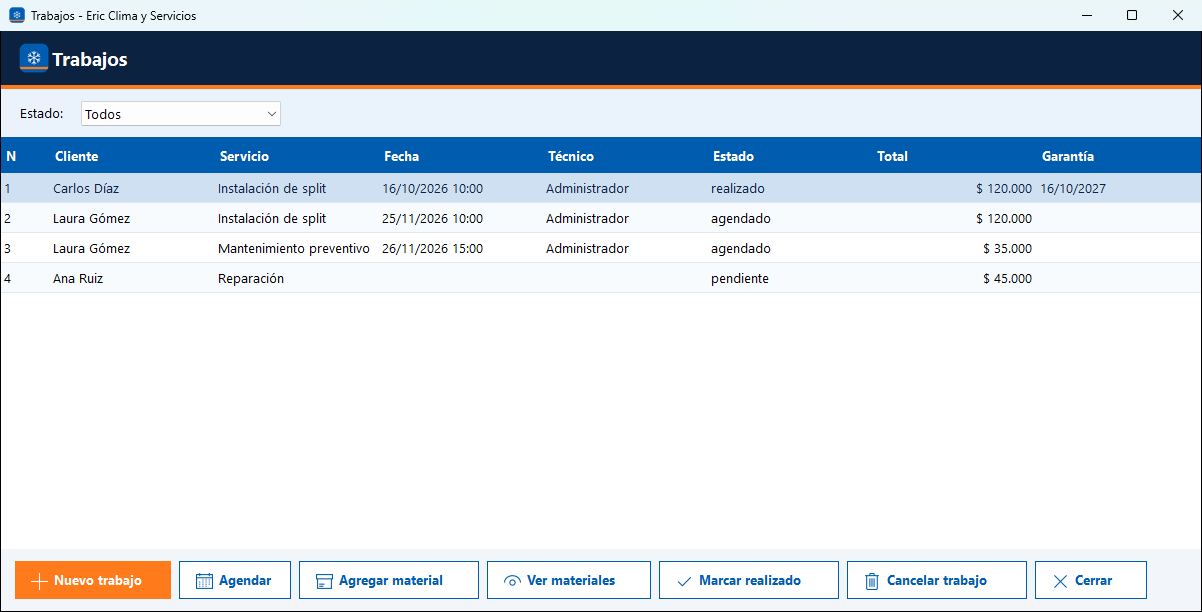 Trabajos - Eric Clima y Servicios
Trabajos
Estado: Todos
N Cliente Servicio Fecha Técnico Estado Total Garantía
1 Carlos Díaz Instalación de split 16/10/2026 10:00 Administrador realizado $ 120.000 16/10/2027
2 Laura Gómez Instalación de split 25/11/2026 10:00 Administrador agendado $ 120.000
3 Laura Gómez Mantenimiento preventivo 26/11/2026 15:00 Administrador agendado $ 35.000
4 Ana Ruiz Reparación pendiente $ 45.000
Nuevo trabajo Agendar Agregar material Ver materiales Marcar realizado Cancelar trabajo Cerrar